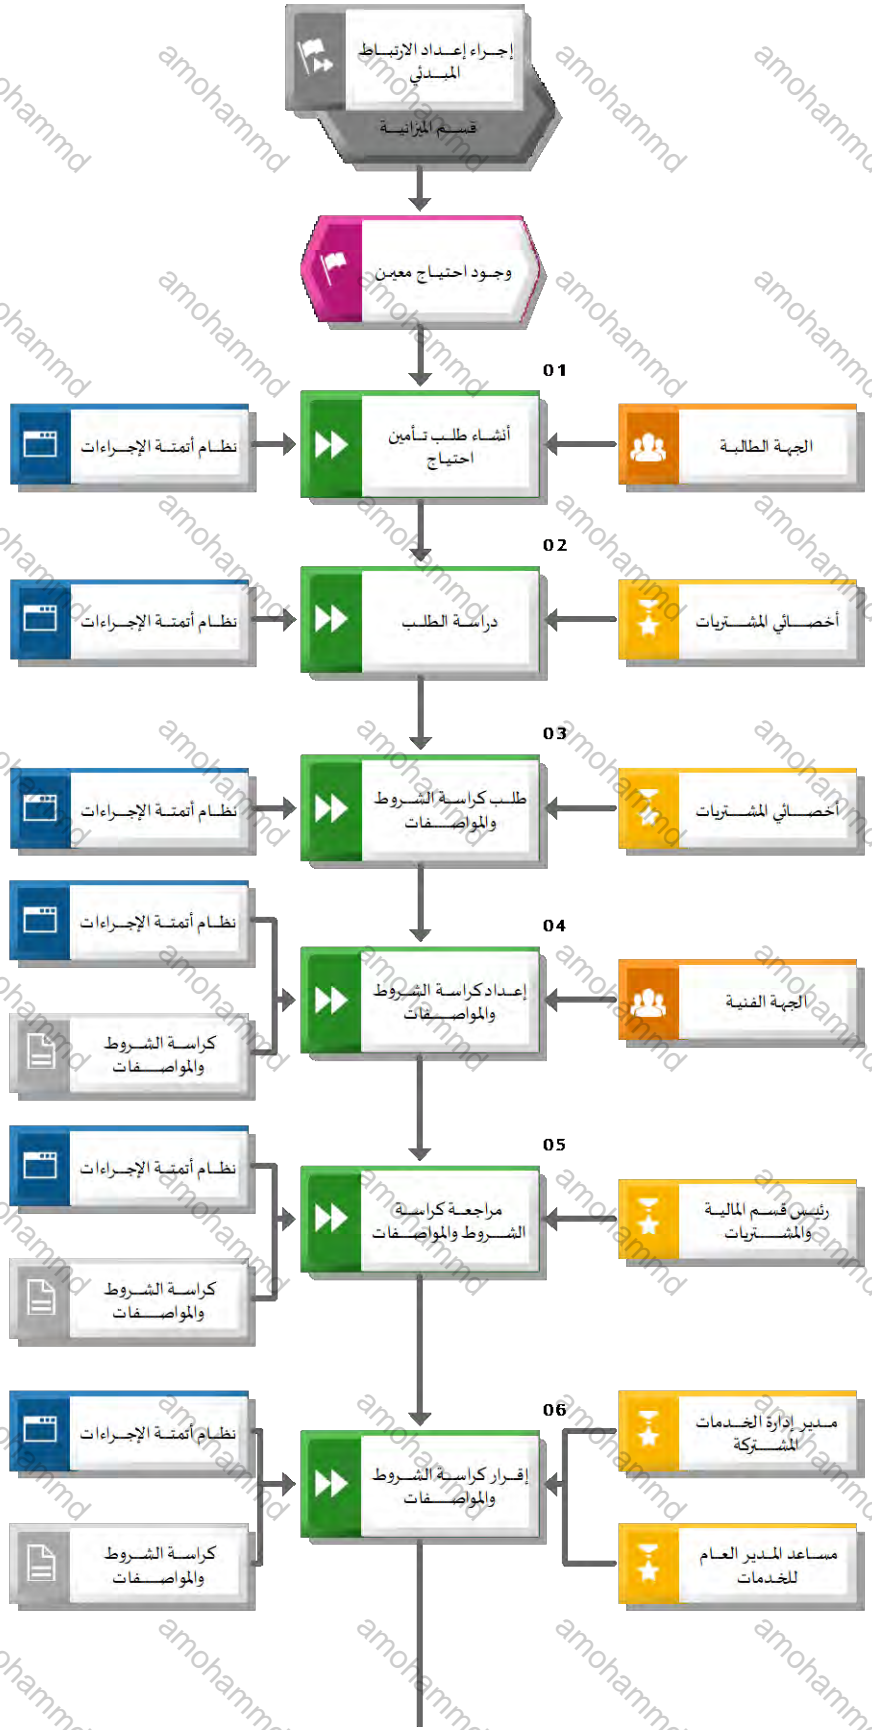 إجراء إعداد الارتباط
المبدئي
قسم الميزانية
وجود احتياج معين
01
الجهة الطالبة
أنشاء طلب تأمين
احتياج
نظام أتمتة الإجراءات
02
أخصائي المشتريات
دراسة الطلب
نظام أتمتة الإجراءات
03
أخصائي المشتريات
طلب كراسة الشروط
والمواصفات
نظام أتمتة الإجراءات
04
الجهة الفنية
إعداد كراسة الشروط
والمواصفات
نظام أتمتة الإجراءات
كراسة الشروط
والمواصفات
05
رئيس قسم المالية
والمشتريات
مراجعة كراسة
الشروط والمواصفات
نظام أتمتة الإجراءات
كراسة الشروط
والمواصفات
06
مدير إدارة الخدمات
المشتركة
مساعد المدير العام
للخدمات
إقرار كراسة الشروط
والمواصفات
نظام أتمتة الإجراءات
كراسة الشروط
والمواصفات
amohammd